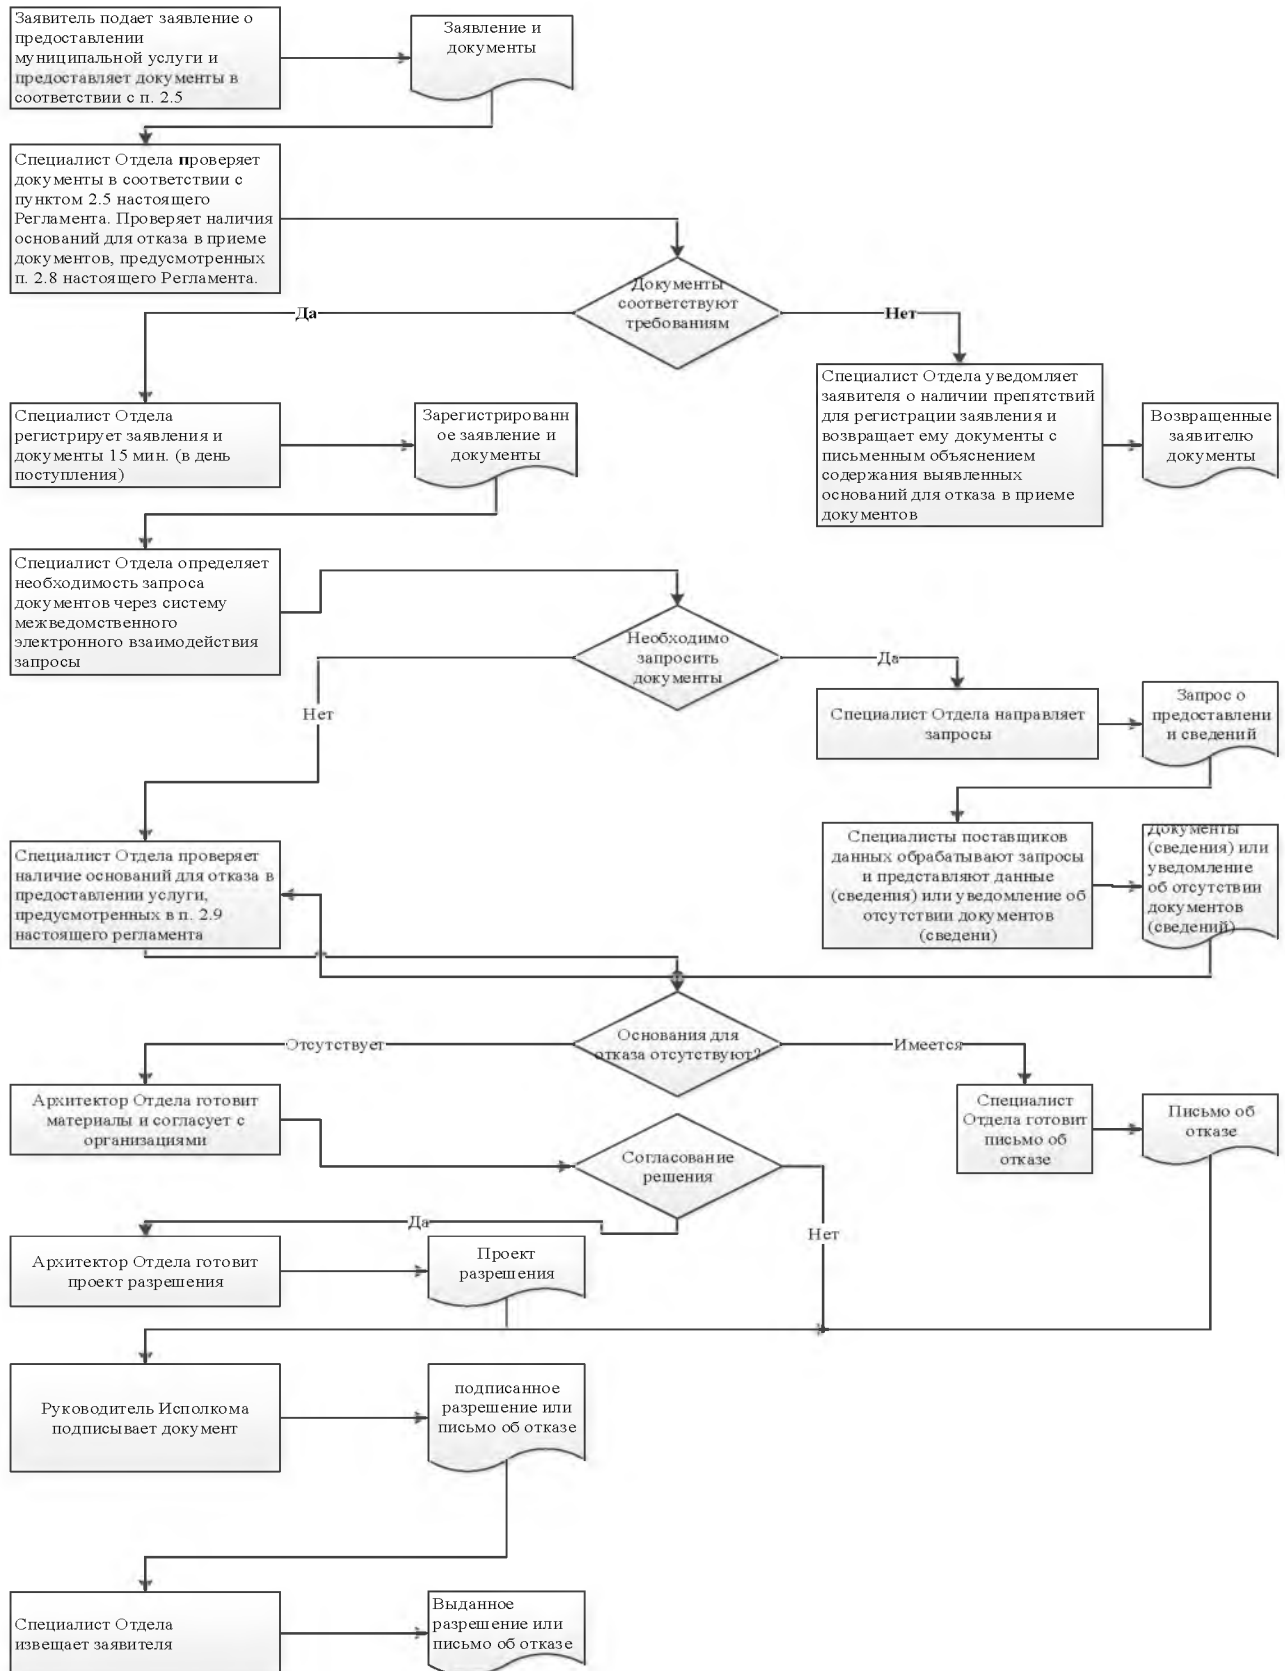 Заявитель подает заявление о
предоставлении
муниципальной услуги и
предоставляет документы в
соответствии с п. 2.5
Заявление и
документы
Специалист Отдела проверяет
документы в соответствии с
пунктом 2.5 настоящего
Регламента. Проверяет наличия
оснований для отказа в приеме
документов, предусмотренных
п. 2.8 настоящего Регламента.
Документы
соответствуют
требованиям
Да
Нет
Специалист Отдела уведомляет
заявителя о наличии препятствий
для регистрации заявления и
возвращает ему документы с
письменным объяснением
содержания выявленных
оснований для отказа в приеме
документов
Возвращенные
заявителю
документы
Специалист Отдела
регистрирует заявления и
документы 15 мин. (в день
поступления)
Зарегистрированн
ое заявление и
документы
Специалист Отдела определяет
необходимость запроса
документов через систему
межведомственного
электронного взаимодействия
запросы
Необходимо
запросить
документы
Да
Нет
Специалист Отдела направляет
запросы
Запрос о
предоставлени
и сведений
Специалист Отдела проверяет
наличие оснований для отказа в
предоставлении услуги,
предусмотренных в п. 2.9
настоящего регламента
Специалисты поставщиков
данных обрабатывают запросы
и представляют данные
(сведения) или уведомление об
отсутствии документов
(сведени)
Документы
(сведения) или
уведомление
об отсутствии
документов
(сведений)
Основания для
отказа отсутствуют?
Отсутствует
Имеется
Архитектор Отдела готовит
материалы и согласует с
организациями
Согласование
решения
Специалист
Отдела готовит
письмо об
отказе
Письмо об
отказе
Да
Нет
Архитектор Отдела готовит
проект разрешения
Проект
разрешения
Руководитель Исполкома
подписывает документ
подписанное
разрешение или
письмо об отказе
Специалист Отдела
извещает заявителя
Выданное
разрешение или
письмо об отказе